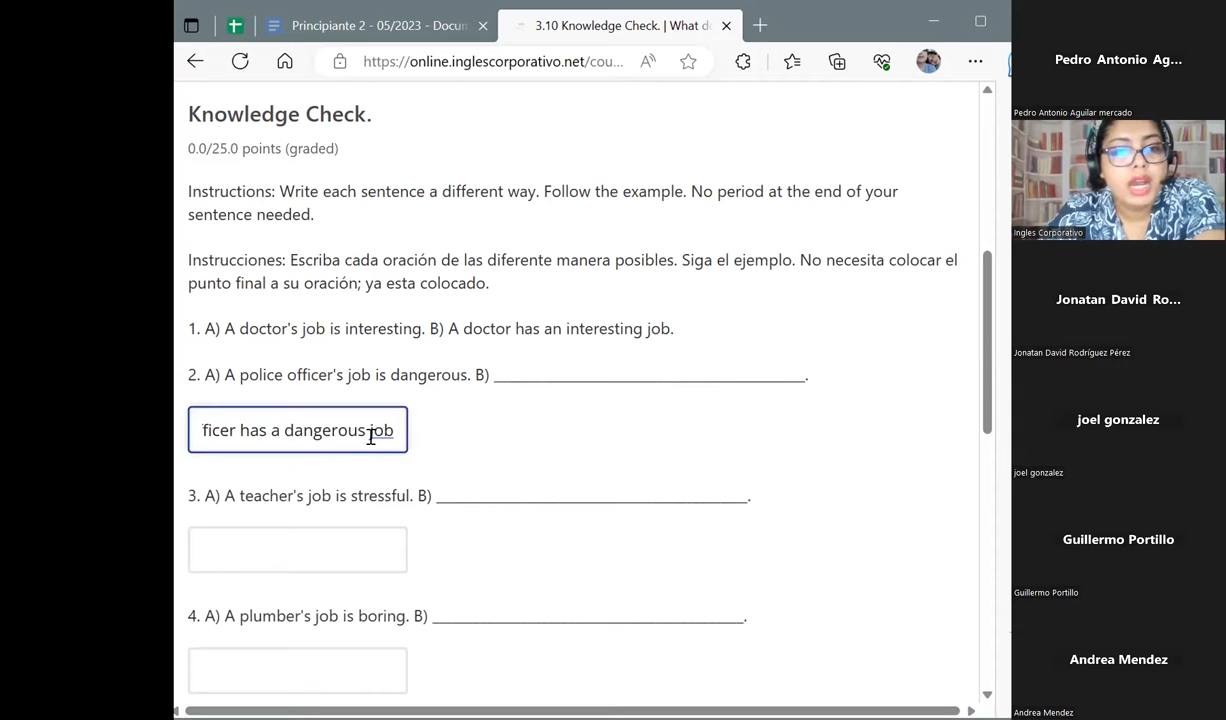 Principiante 2 - 05/2023 - Docum
3.10 Knowledge Check. | What d
https://online.inglescorporativo.net/cou...
Knowledge Check.
0.0/25.0 points (graded)
Instructions: Write each sentence a different way. Follow the example. No period at the end of your
sentence needed.
Instrucciones: Escriba cada oración de las diferente manera posibles. Siga el ejemplo. No necesita colocar el
punto final a su oración; ya esta colocado.
1. A) A doctor's job is interesting. B) A doctor has an interesting job.
2. A) A police officer's job is dangerous. B) ___________________________________.
ficer has a dangerous job
3. A) A teacher's job is stressful. B) ___________________________________.
4. A) A plumber's job is boring. B) ___________________________________.
Pedro Antonio Ag...
Pedro Antonio Aguilar mercado
Ingles Corporativo
Jonatan David Ro...
Jonatan David Rodríguez Pérez
joel gonzalez
joel gonzalez
Guillermo Portillo
Guillermo Portillo
Andrea Mendez
Andrea Mendez